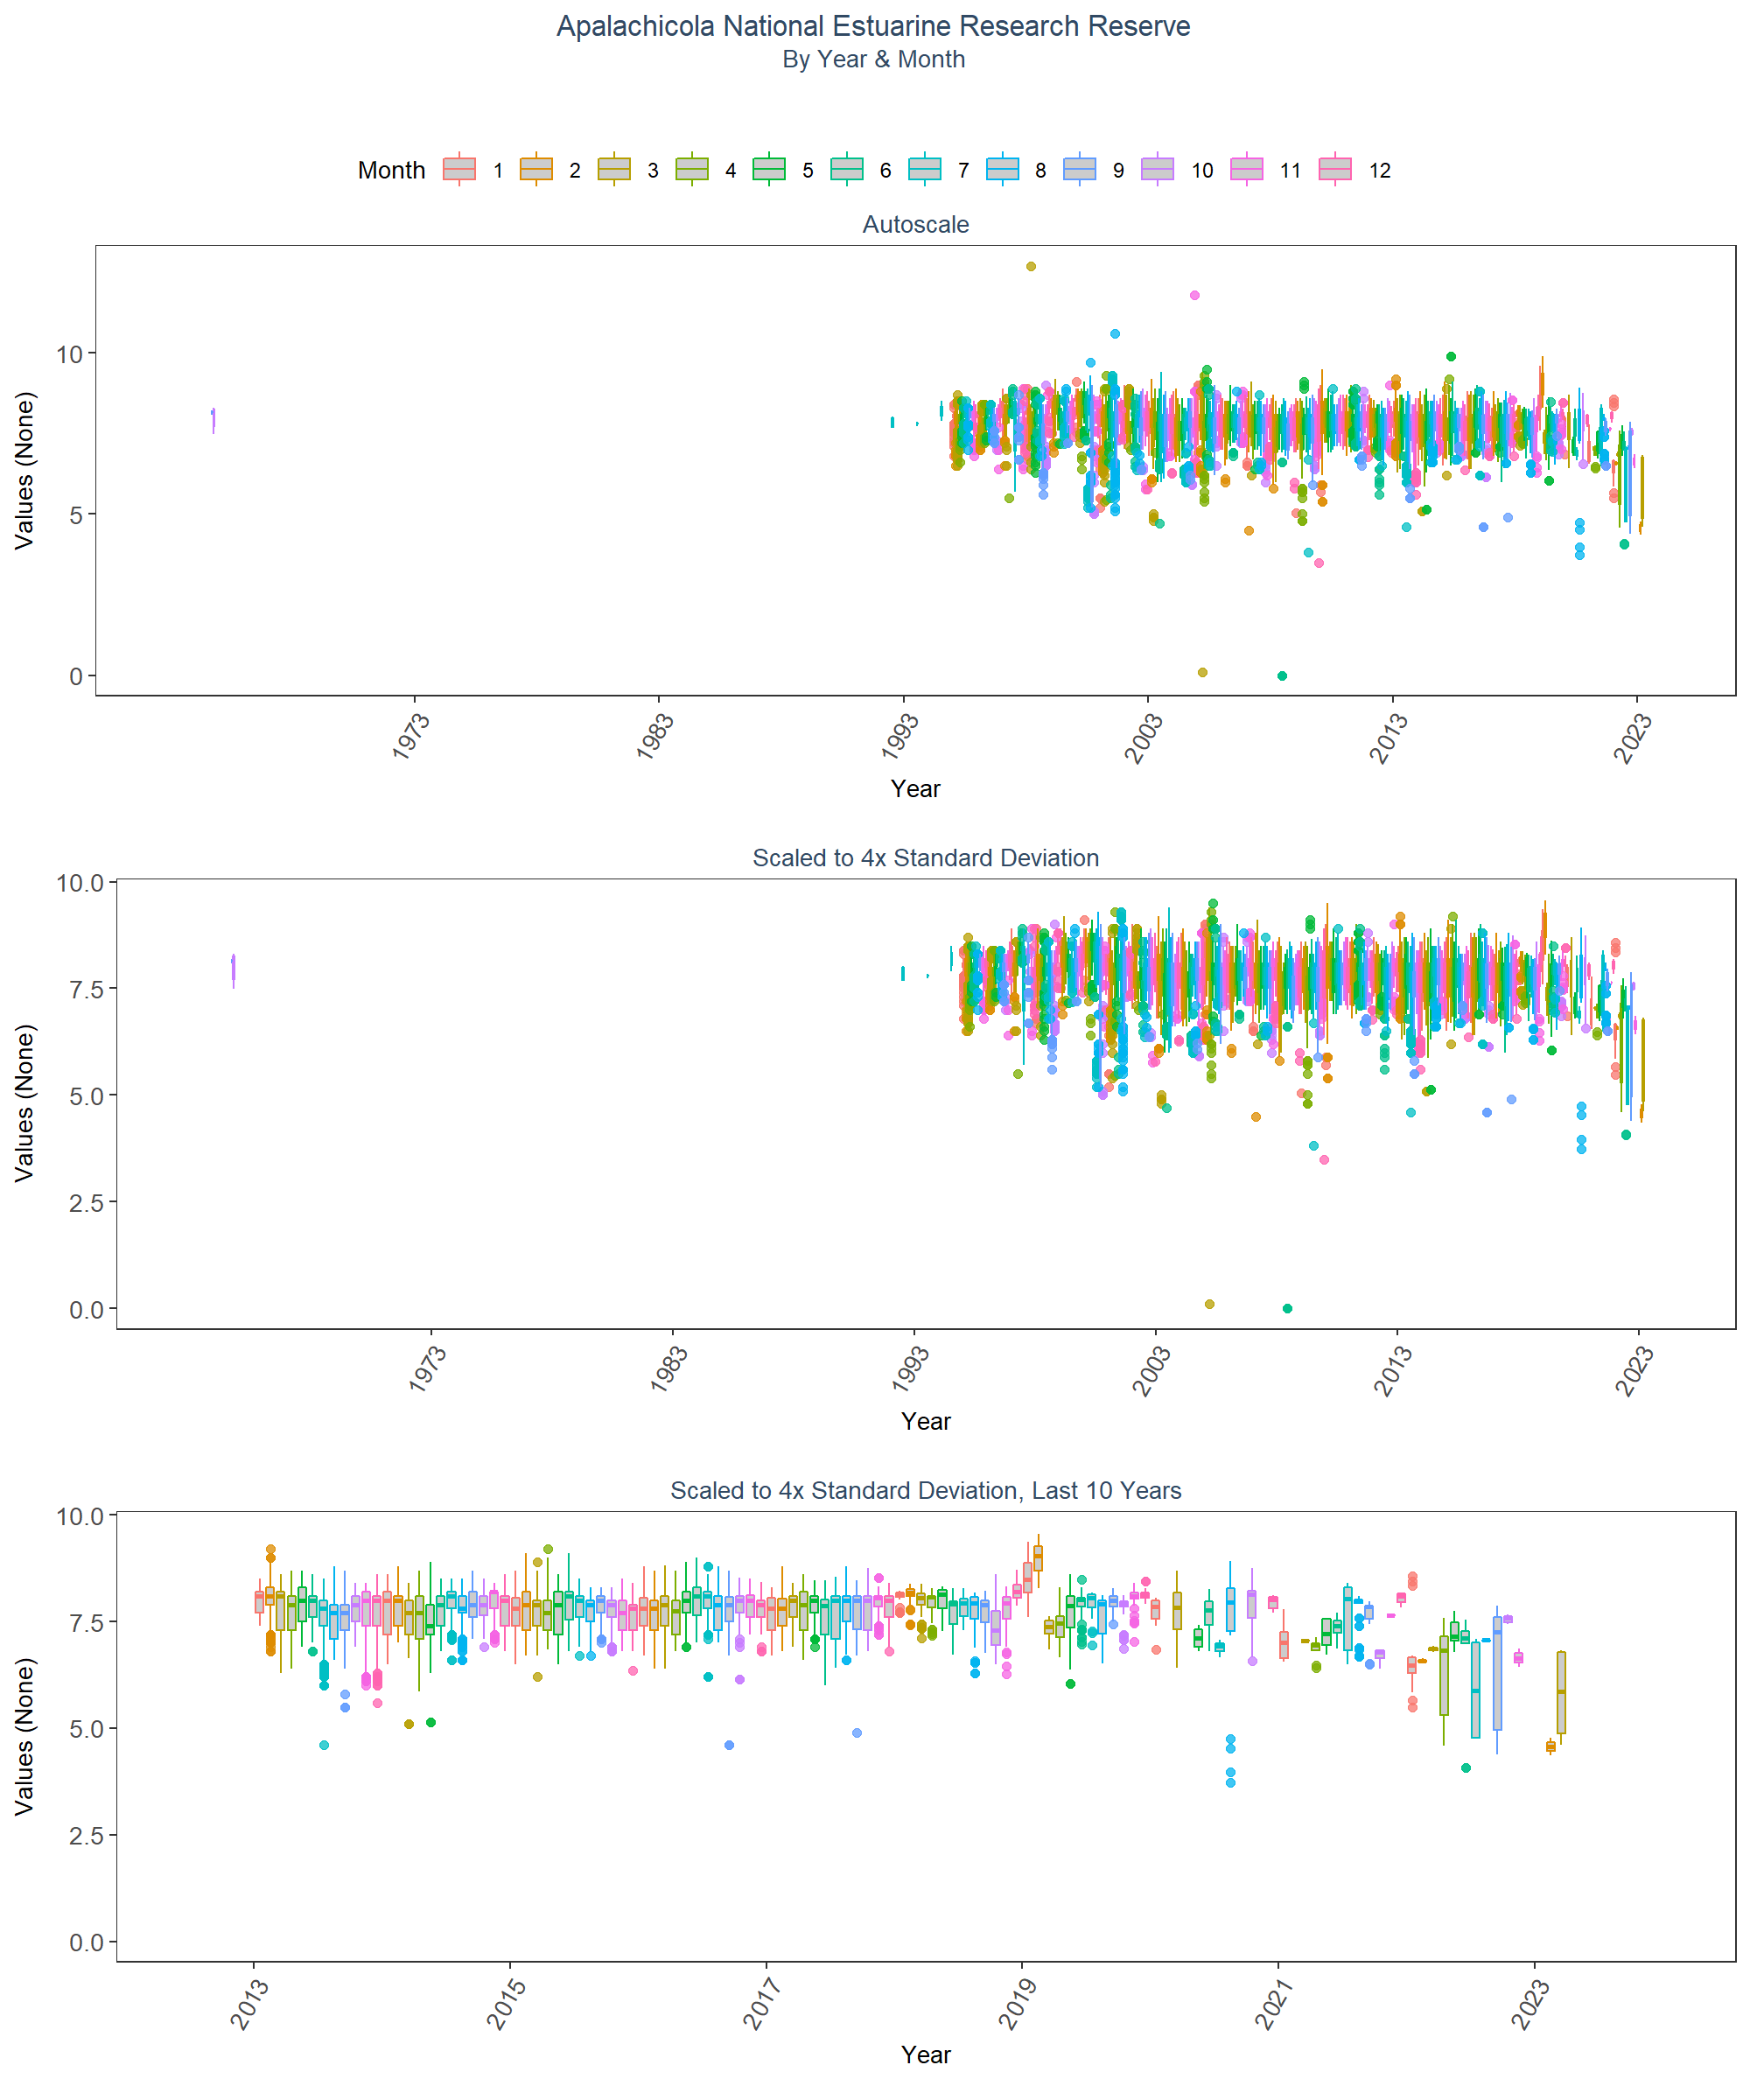 Apalachicola National Estuarine Research Reserve
By Year & Month
Month 1 2 3 4 5 6 7 8 9 10 11 12
Autoscale
Values (None)
10
5
0
1973 1983 1993 2003 2013 2023
Year
Scaled to 4x Standard Deviation
Values (None)
10.0
7.5
5.0
2.5
0.0
1973 1983 1993 2003 2013 2023
Year
Scaled to 4x Standard Deviation, Last 10 Years
Values (None)
10.0
7.5
5.0
2.5
0.0
2013 2015 2017 2019 2021 2023
Year